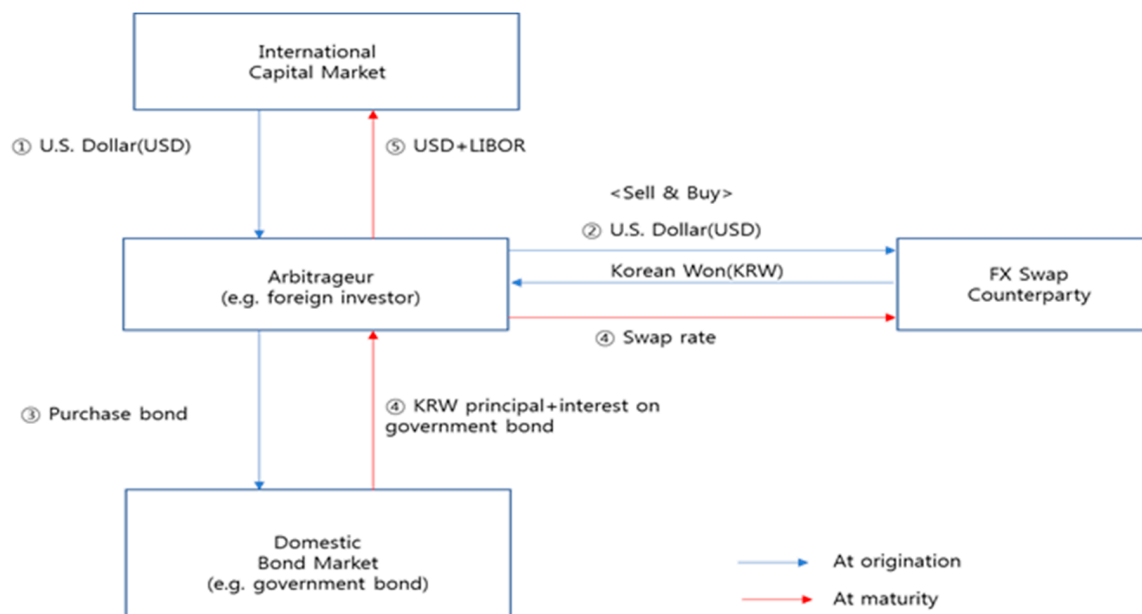 International
Capital Market
① U.S. Dollar(USD)
⑤ USD+LIBOR
<Sell & Buy>
② U.S. Dollar(USD)
Arbitrageur
(e.g. foreign investor)
Korean Won(KRW)
FX Swap
Counterparty
④ Swap rate
③ Purchase bond
④ KRW principal+interest on
government bond
Domestic
Bond Market
(e.g. government bond)
At origination
At maturity